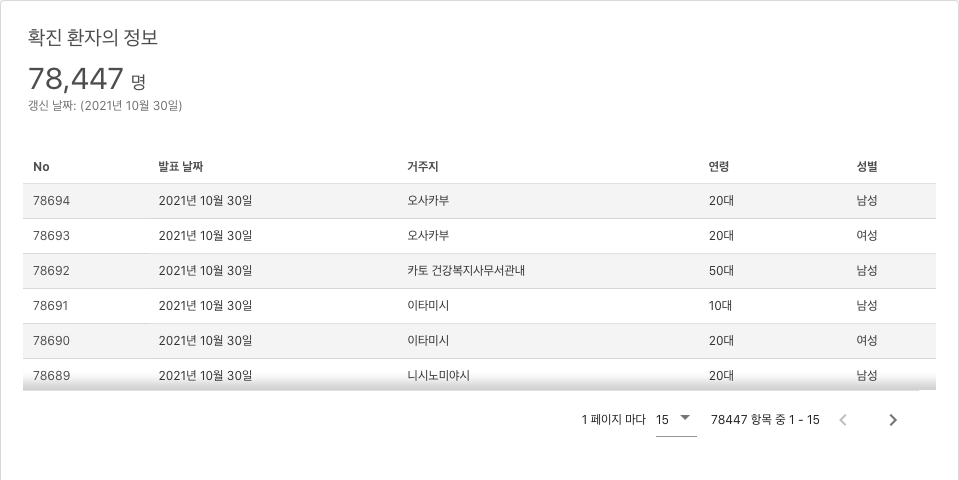 확진 환자의 정보
78,447 명
갱신 날짜: (2021년 10월 30일)
No 발표 날짜 거주지 연령 성별
78694 2021년 10월 30일 오사카부 20대 남성
78693 2021년 10월 30일 오사카부 20대 여성
78692 2021년 10월 30일 카토 건강복지사무서관내 50대 남성
78691 2021년 10월 30일 이타미시 10대 남성
78690 2021년 10월 30일 이타미시 20대 여성
78689 2021년 10월 30일 니시노미야시 20대 남성
1 페이지 마다 15 78447 항목 중 1 - 15